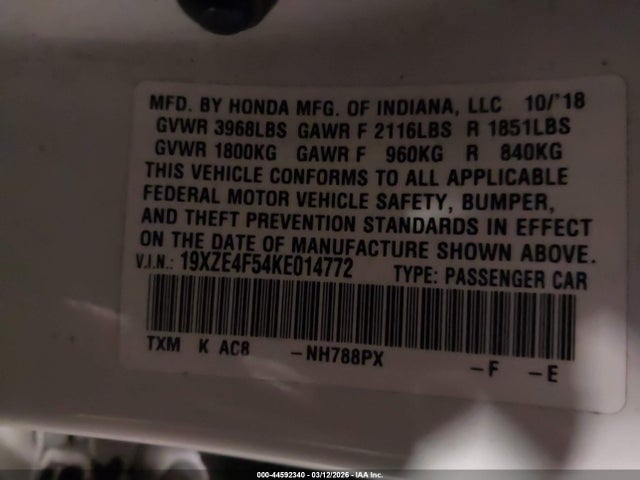 MFD. BY HONDA MFG. OF INDIANA, LLC 10/'18
GVWR 3968LBS GAWR F 2116LBS R 1851LBS
GVWR 1800KG GAWR F 960KG R 840KG
THIS VEHICLE CONFORMS TO ALL APPLICABLE
FEDERAL MOTOR VEHICLE SAFETY, BUMPER,
AND THEFT PREVENTION STANDARDS IN EFFECT
ON THE DATE OF MANUFACTURE SHOWN ABOVE.
V.I.N.: 19XZE4F54KE014772 TYPE: PASSENGER CAR
TXM K AC8 -NH788PX -F -E
000-44592340 - 03/12/2026 - IAA Inc.